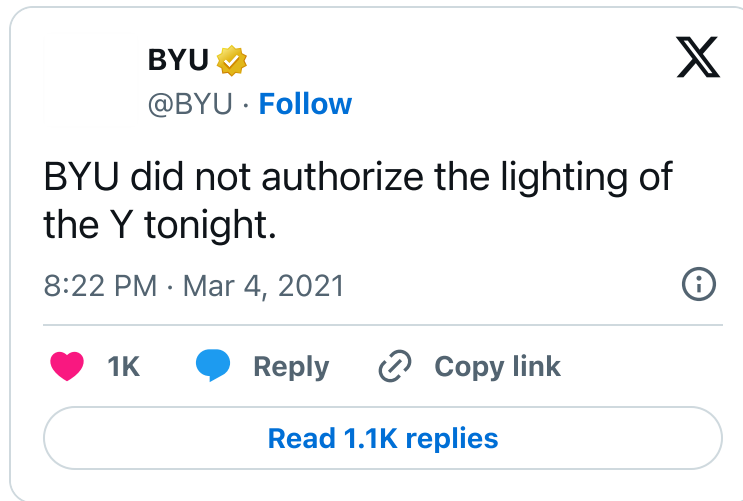 BYU
@BYU · Follow
BYU did not authorize the lighting of
the Y tonight.
8:22 PM · Mar 4, 2021
1K Reply Copy link
Read 1.1K replies